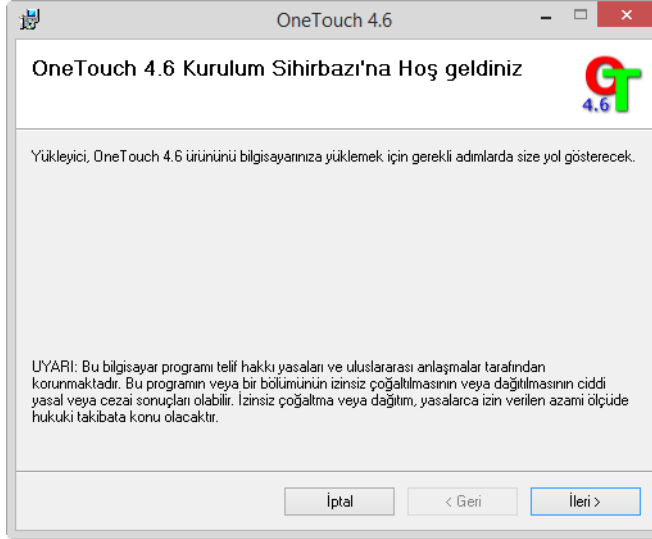 OneTouch 4.6
OneTouch 4.6 Kurulum Sihirbazı'na Hoş geldiniz
OT
4.6
Yükleyici, OneTouch 4.6 ürününü bilgisayarınıza yüklemek için gerekli adımlarda size yol gösterecek.
UYARI: Bu bilgisayar programı telif hakkı yasaları ve uluslararası anlaşmalar tarafından
korunmaktadır. Bu programın veya bir bölümünün izinsiz çoğaltılmasının veya dağıtılmasının ciddi
yasal veya cezai sonuçları olabilir. İzinsiz çoğaltma veya dağıtım, yasalarca izin verilen azami ölçüde
hukuki takibata konu olacaktır.
İptal
< Geri
İleri >